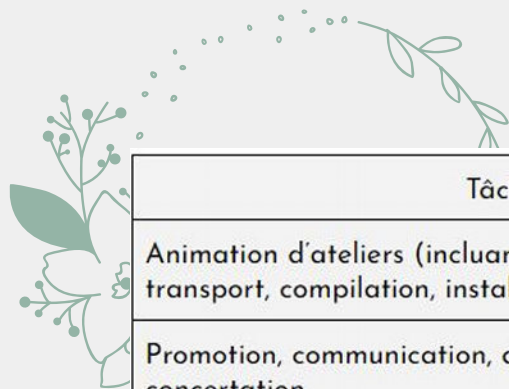 Tâc
Animation d'ateliers (incluan
transport, compilation, instal
Promotion, communication,
concertation